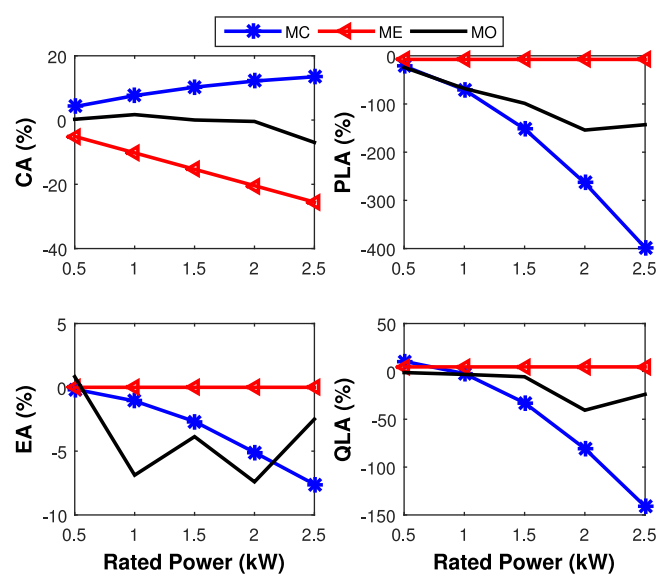 MC ME MO
CA (%)
20
0
-20
-40
0.5 1 1.5 2 2.5
PLA (%)
0
-100
-200
-300
-400
0.5 1 1.5 2 2.5
EA (%)
5
0
-5
-10
0.5 1 1.5 2 2.5
Rated Power (kW)
QLA (%)
50
0
-50
-100
-150
0.5 1 1.5 2 2.5
Rated Power (kW)